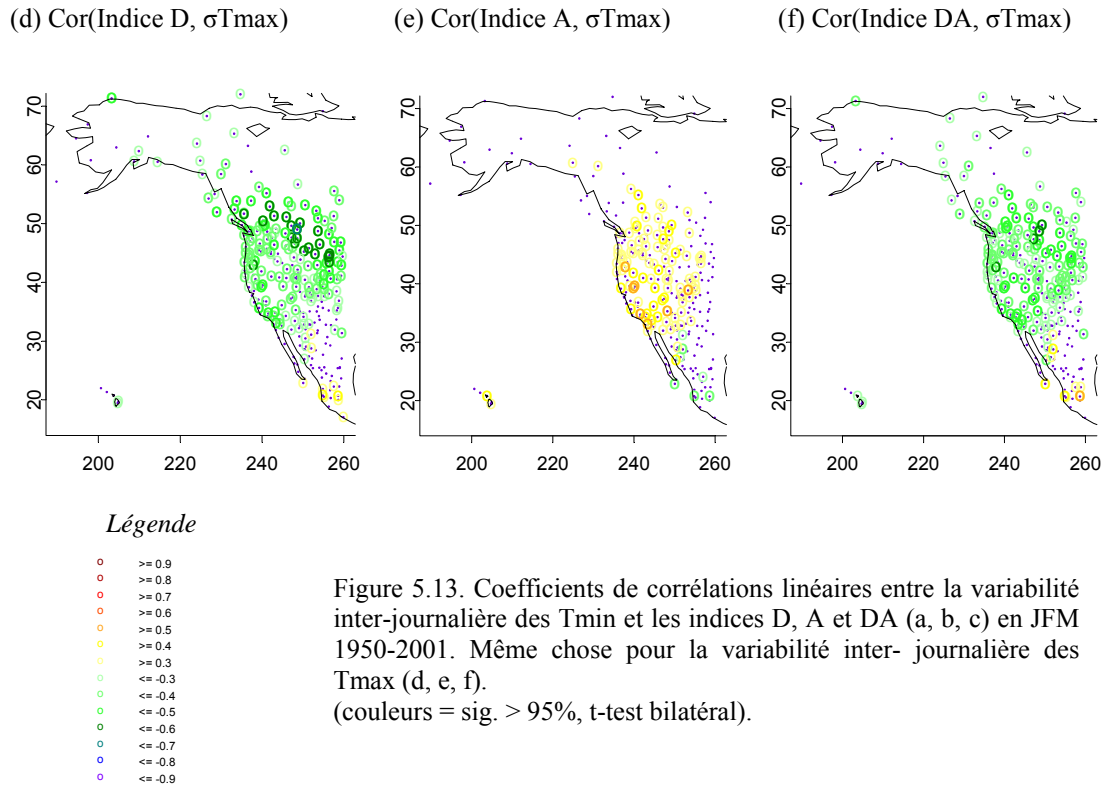 (d) Cor(Indice D, σTmax)
(e) Cor(Indice A, σTmax)
(f) Cor(Indice DA, σTmax)
70
60
50
40
30
20
200 220 240 260
70
60
50
40
30
20
200 220 240 260
70
60
50
40
30
20
200 220 240 260
Légende
o >= 0.9
o >= 0.8
o >= 0.7
o >= 0.6
o >= 0.5
o >= 0.4
o >= 0.3
o <= -0.3
o <= -0.4
o <= -0.5
o <= -0.6
o <= -0.7
o <= -0.8
o <= -0.9
Figure 5.13. Coefficients de corrélations linéaires entre la variabilité
inter-journalière des Tmin et les indices D, A et DA (a, b, c) en JFM
1950-2001. Même chose pour la variabilité inter- journalière des
Tmax (d, e, f).
(couleurs = sig. > 95%, t-test bilatéral).